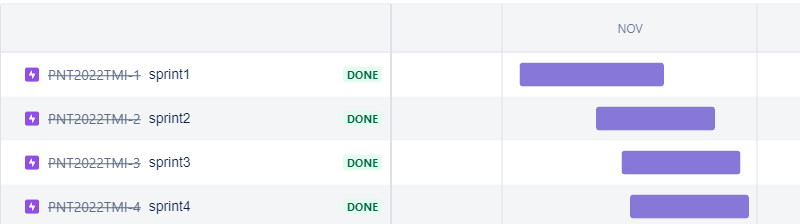 NOV
PNT2022TMI-1 sprint1 DONE
PNT2022TMI-2 sprint2 DONE
PNT2022TMI-3 sprint3 DONE
PNT2022TMI-4 sprint4 DONE